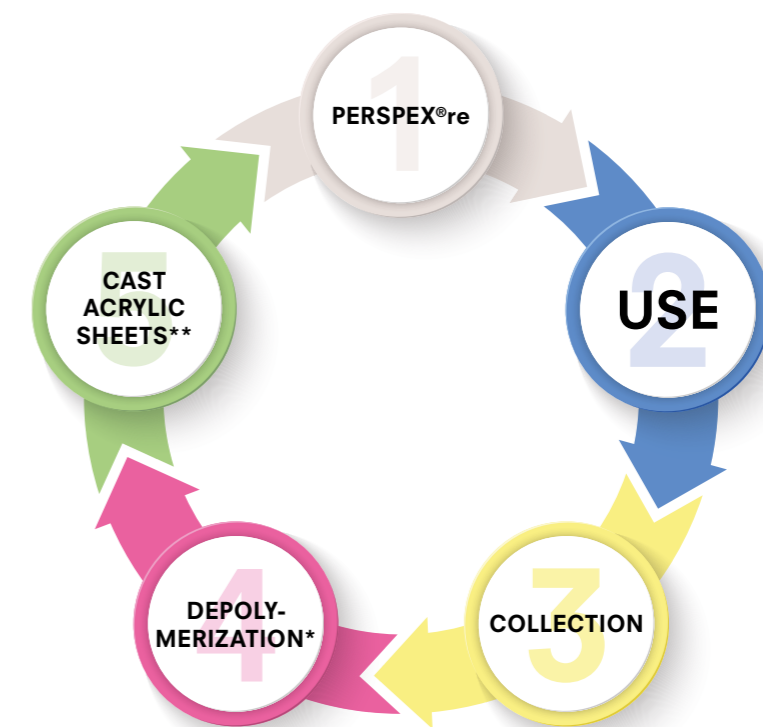 1
PERSPEX®re
2
USE
3
COLLECTION
4
DEPOLY-
MERIZATION*
5
CAST
ACRYLIC
SHEETS**